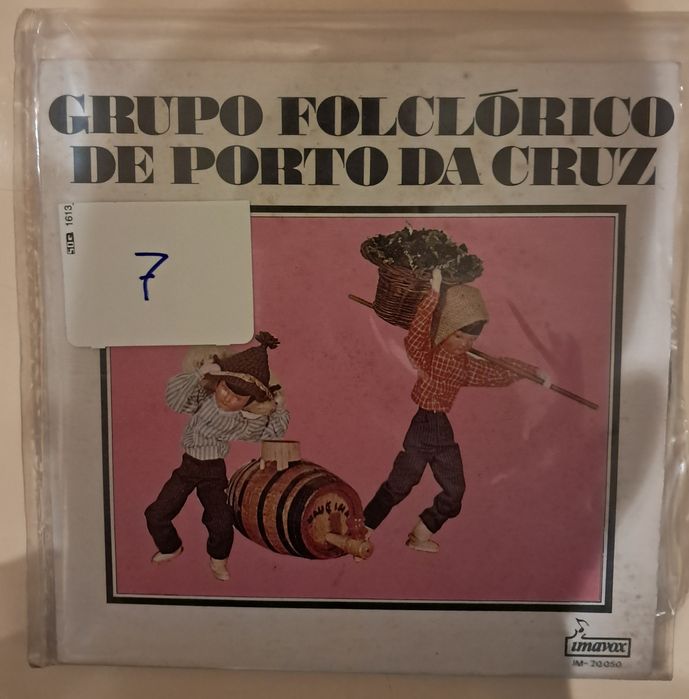 GRUPO FOLCLÓRICO
DE PORTO DA CRUZ
1613
7
imavox
IM-20050